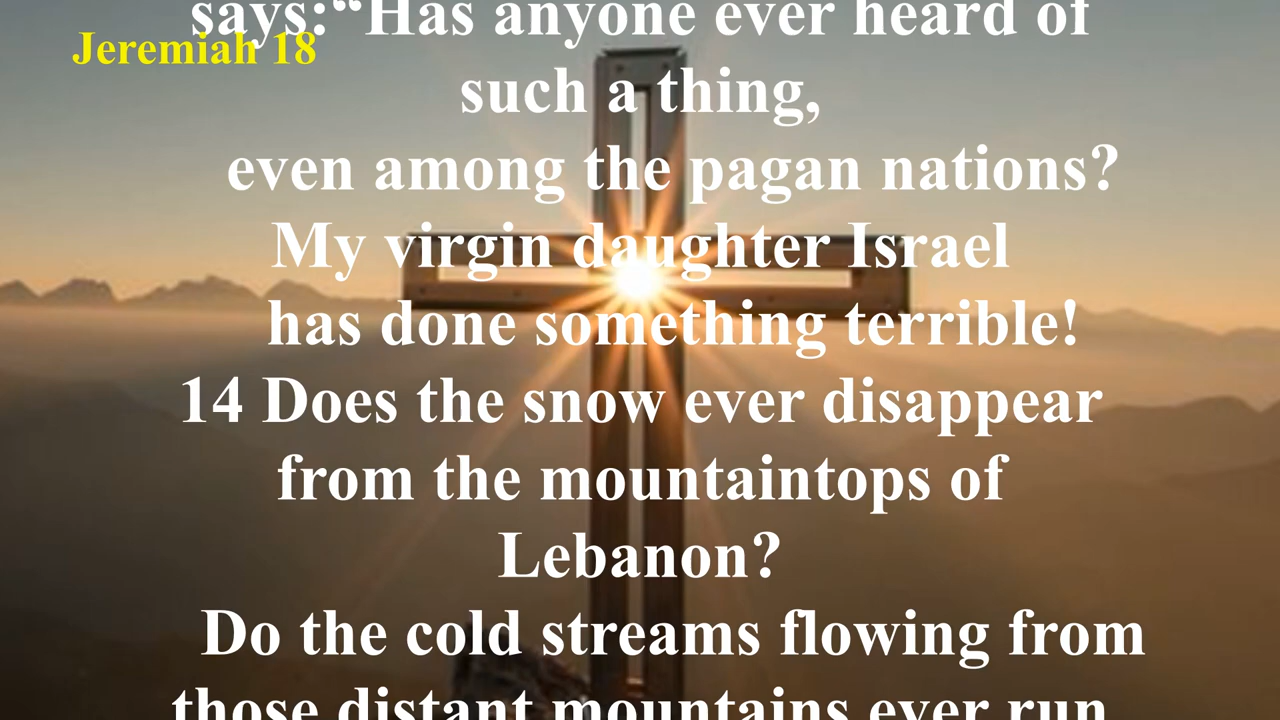 says:“Has anyone ever heard of
Jeremiah 18
such a thing,
even among the pagan nations?
My virgin daughter Israel
has done something terrible!
14 Does the snow ever disappear
from the mountaintops of
Lebanon?
Do the cold streams flowing from
those distant mountains ever run